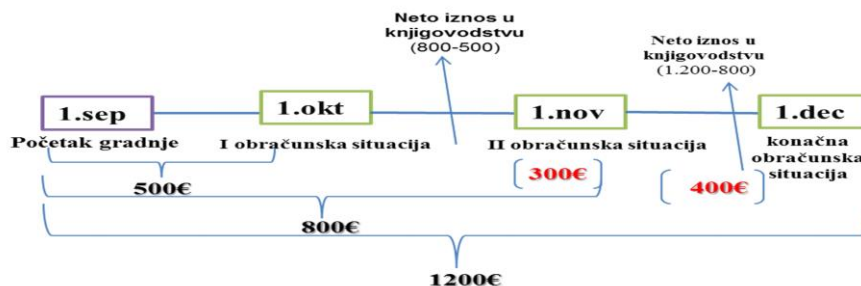 Neto iznos u
knjigovodstvu
(800-500)
Neto iznos u
knjigovodstvu
(1.200-800)
1.sep
1.okt
1.nov
1.dec
Početak gradnje
I obračunska situacija
II obračunska situacija
konačna
obračunska
situacija
300€
400€
500€
800€
1200€